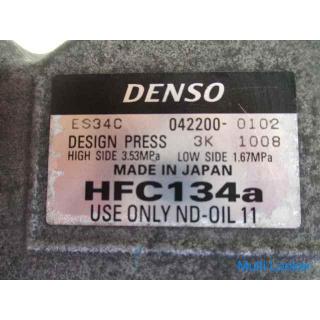 DENSO
ES34C 042200-0102
DESIGN PRESS 3K 1008
HIGH SIDE 3.53MPa LOW SIDE 1.67MPa
MADE IN JAPAN
HFC134a
USE ONLY ND-OIL 11